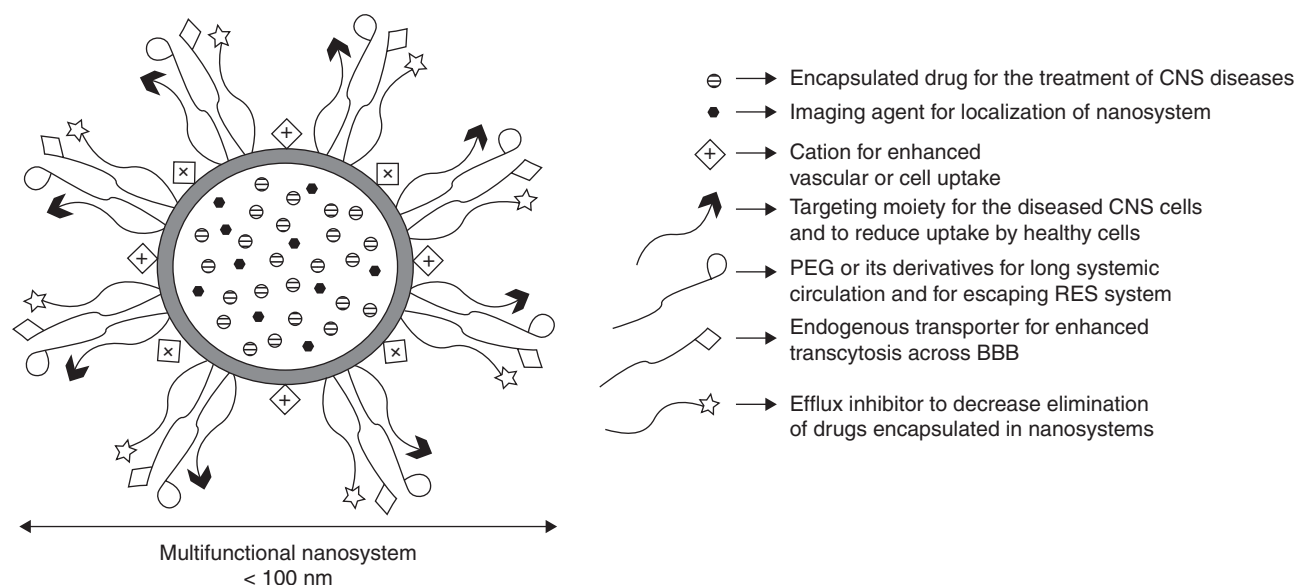 Encapsulated drug for the treatment of CNS diseases
Imaging agent for localization of nanosystem
Cation for enhanced
vascular or cell uptake
Targeting moiety for the diseased CNS cells
and to reduce uptake by healthy cells
PEG or its derivatives for long systemic
circulation and for escaping RES system
Endogenous transporter for enhanced
transcytosis across BBB
Efflux inhibitor to decrease elimination
of drugs encapsulated in nanosystems
Multifunctional nanosystem
< 100 nm